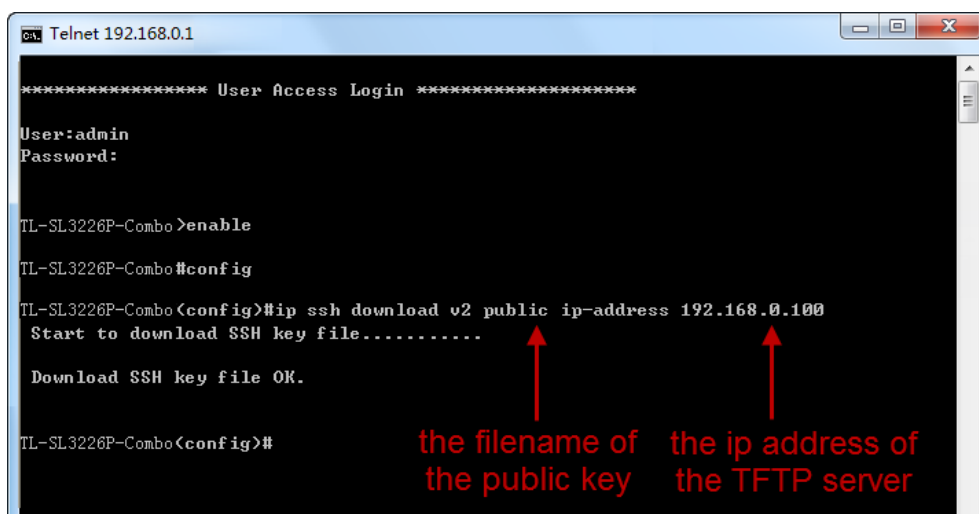 C:\. Telnet 192.168.0.1
***************** User Access Login ********************
User:admin
Password:
TL-SL3226P-Combo>enable
TL-SL3226P-Combo#config
TL-SL3226P-Combo(config)#ip ssh download v2 public ip-address 192.168.0.100
Start to download SSH key file...........
Download SSH key file OK.
TL-SL3226P-Combo(config)#
the filename of
the public key
the ip address of
the TFTP server